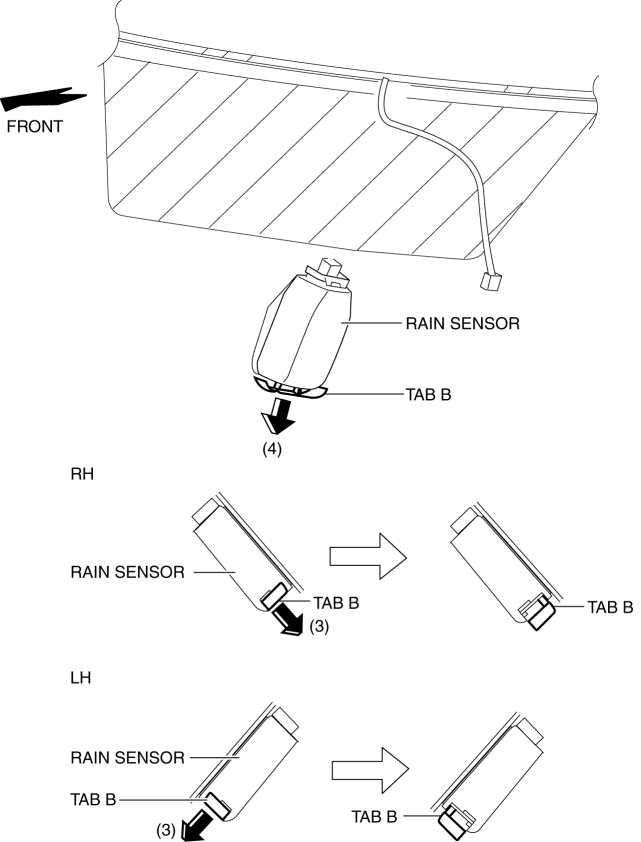 FRONT
RAIN SENSOR
TAB B
(4)
RH
RAIN SENSOR
TAB B
(3)
TAB B
LH
RAIN SENSOR
TAB B
(3)
TAB B